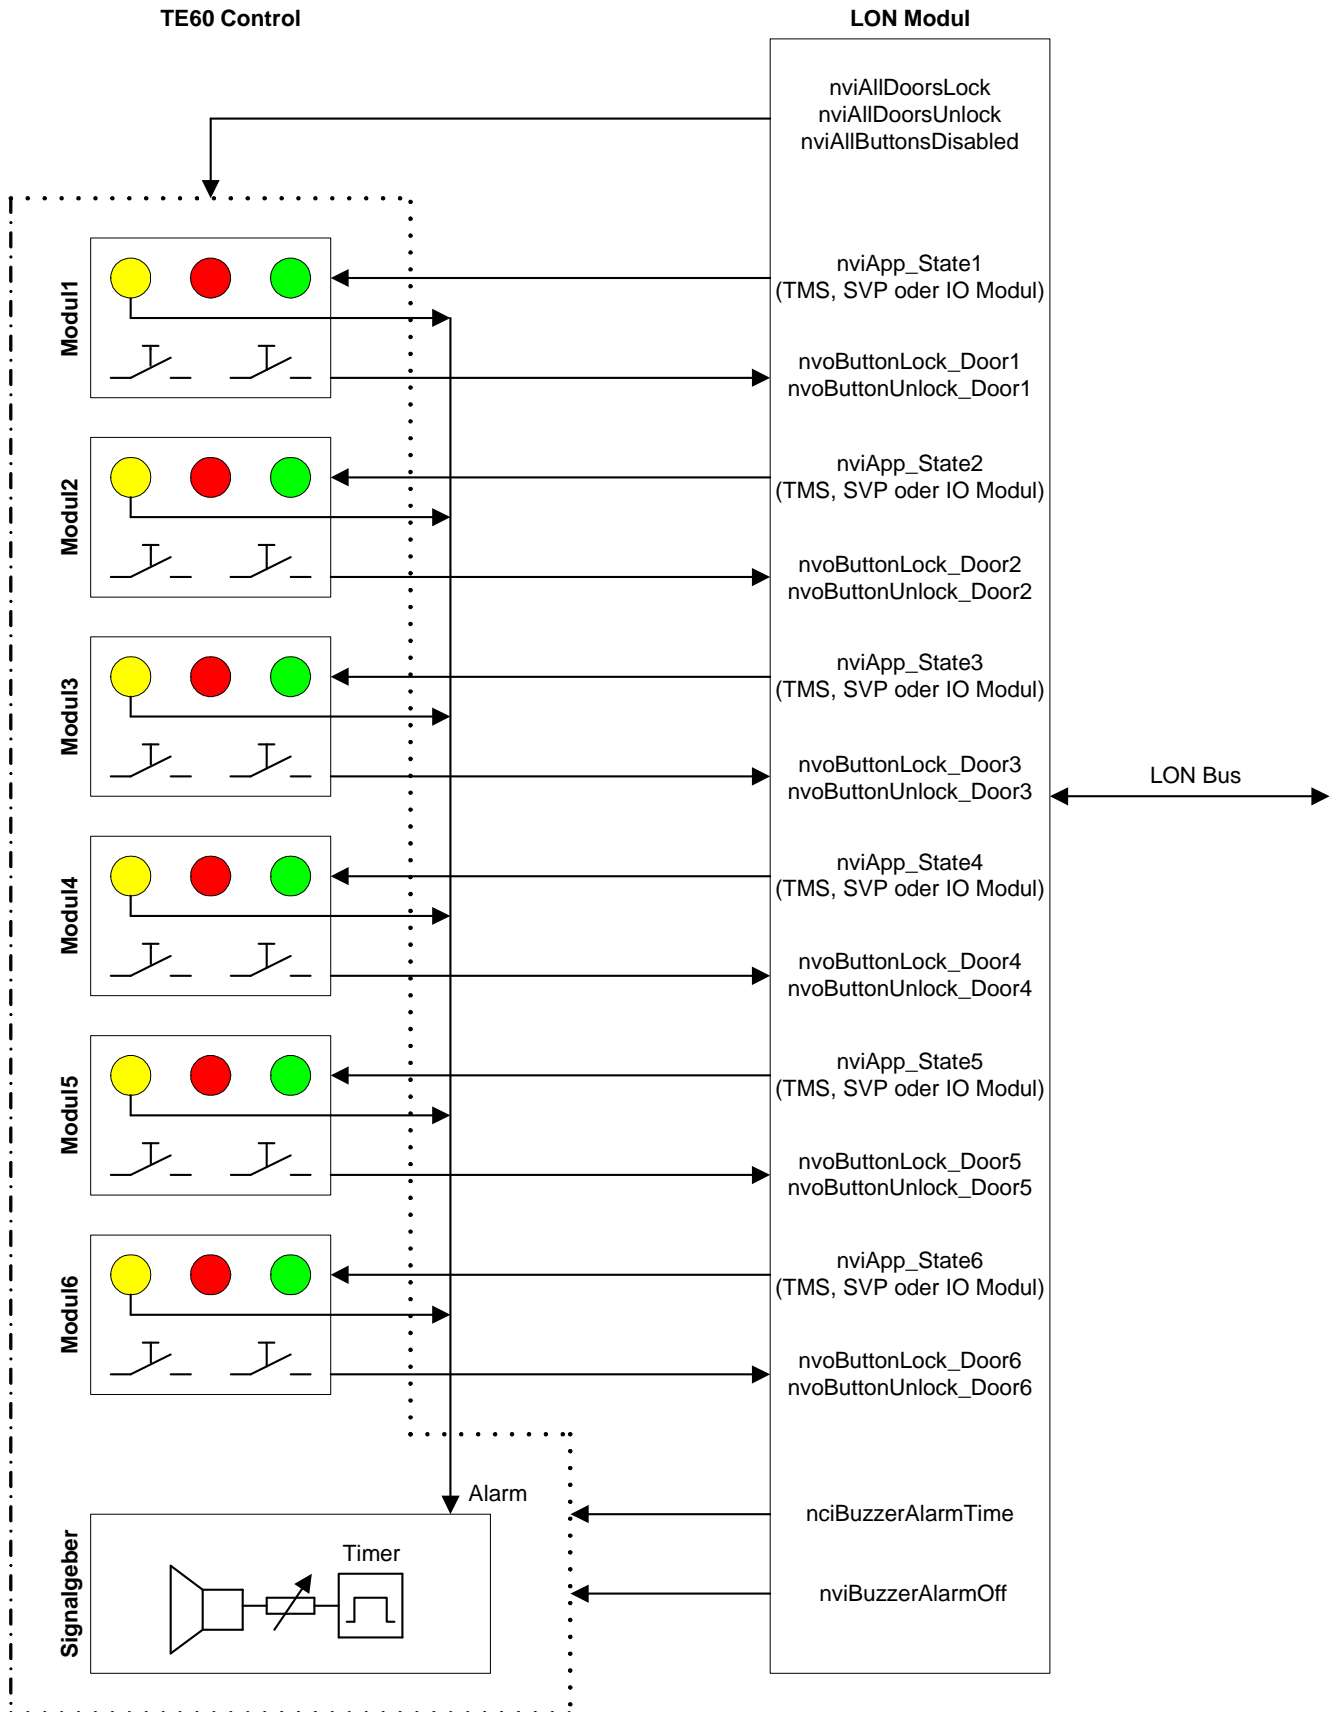 TE60 Control
LON Modul
nviAllDoorsLock
nviAllDoorsUnlock
nviAllButtonsDisabled
Modul1
nviApp_State1
(TMS, SVP oder IO Modul)
nvoButtonLock_Door1
nvoButtonUnlock_Door1
Modul2
nviApp_State2
(TMS, SVP oder IO Modul)
nvoButtonLock_Door2
nvoButtonUnlock_Door2
Modul3
nviApp_State3
(TMS, SVP oder IO Modul)
nvoButtonLock_Door3
nvoButtonUnlock_Door3
LON Bus
Modul4
nviApp_State4
(TMS, SVP oder IO Modul)
nvoButtonLock_Door4
nvoButtonUnlock_Door4
Modul5
nviApp_State5
(TMS, SVP oder IO Modul)
nvoButtonLock_Door5
nvoButtonUnlock_Door5
Modul6
nviApp_State6
(TMS, SVP oder IO Modul)
nvoButtonLock_Door6
nvoButtonUnlock_Door6
Alarm
nciBuzzerAlarmTime
Signalgeber
Timer
nviBuzzerAlarmOff